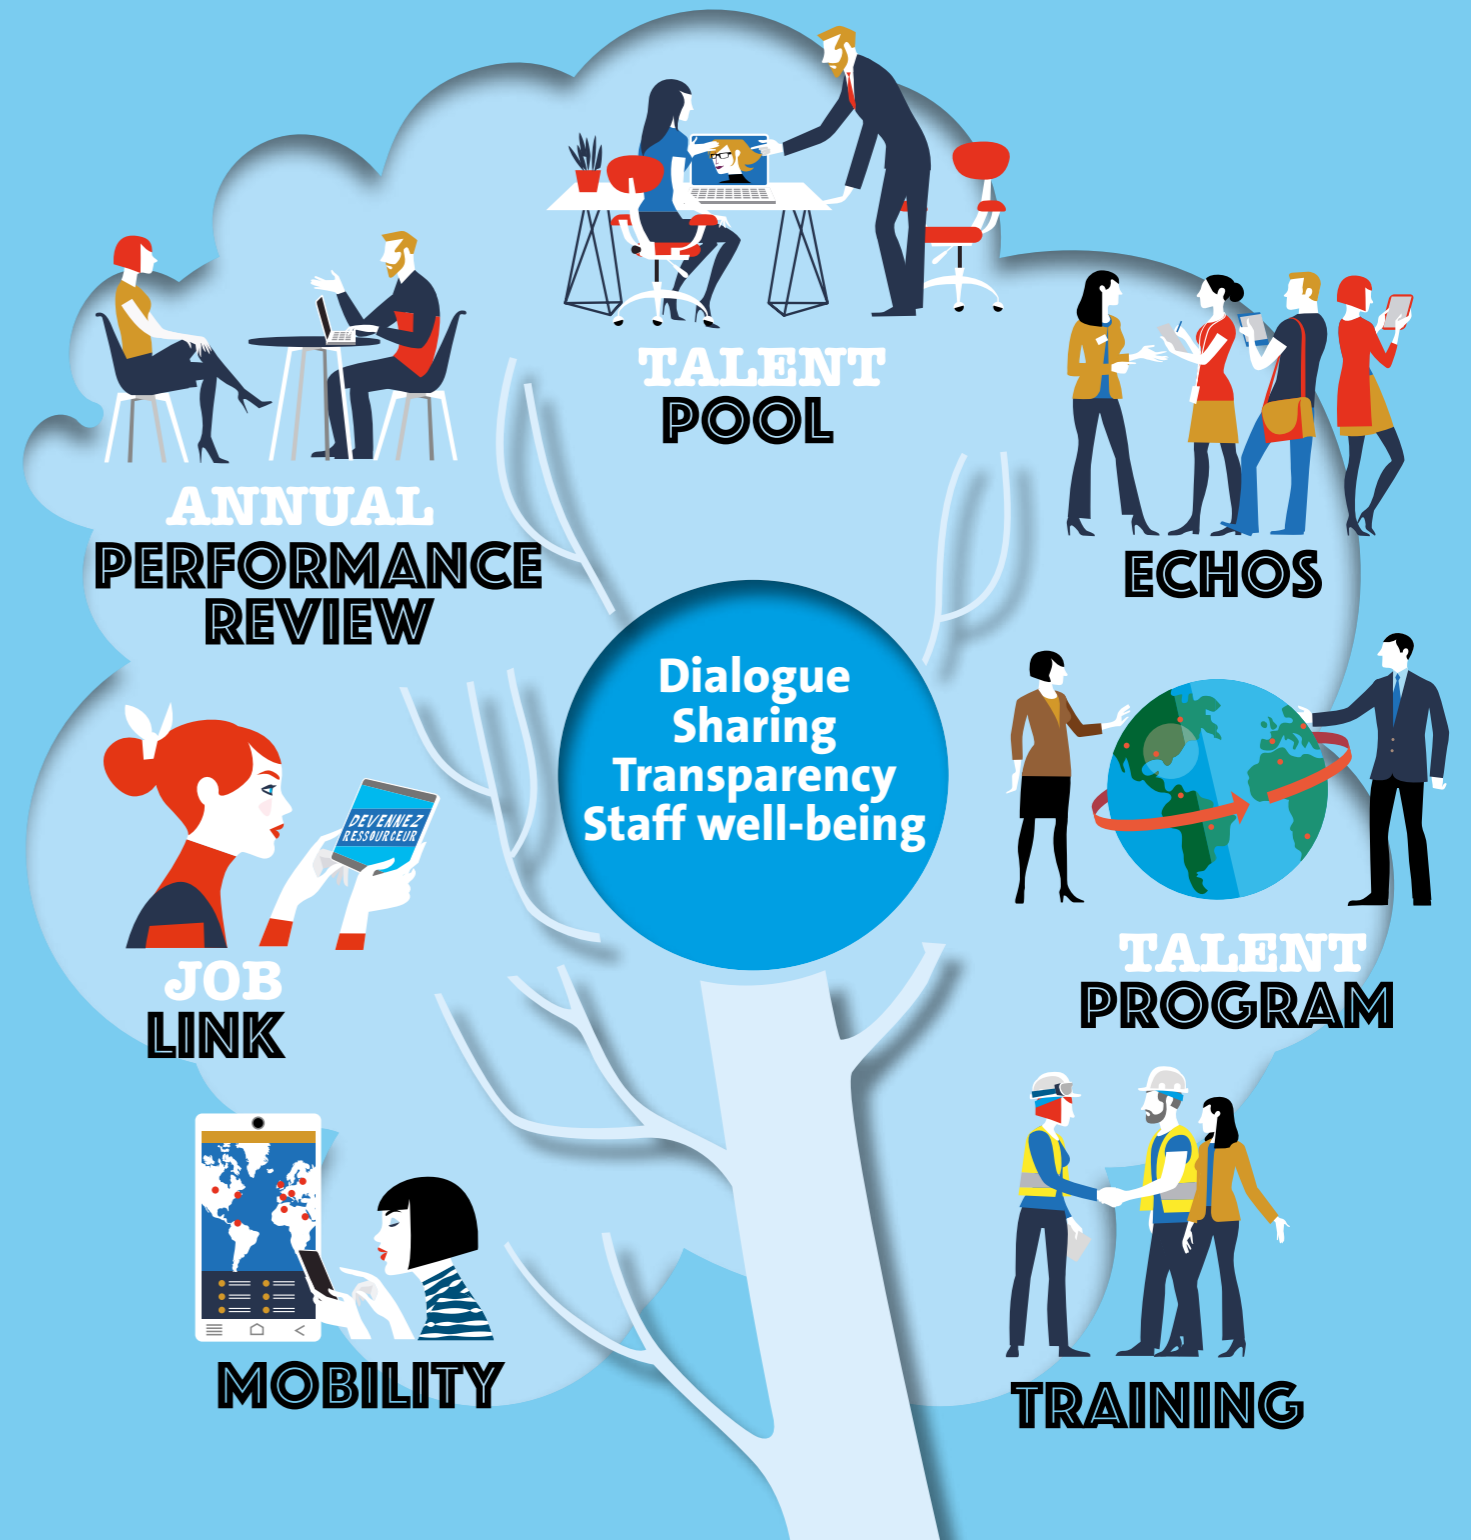 TALENT
POOL
ANNUAL
PERFORMANCE
REVIEW
ECHOS
Dialogue
Sharing
Transparency
Staff well-being
DEVENNEZ
RESSOURCEUR
JOB
LINK
TALENT
PROGRAM
MOBILITY
TRAINING